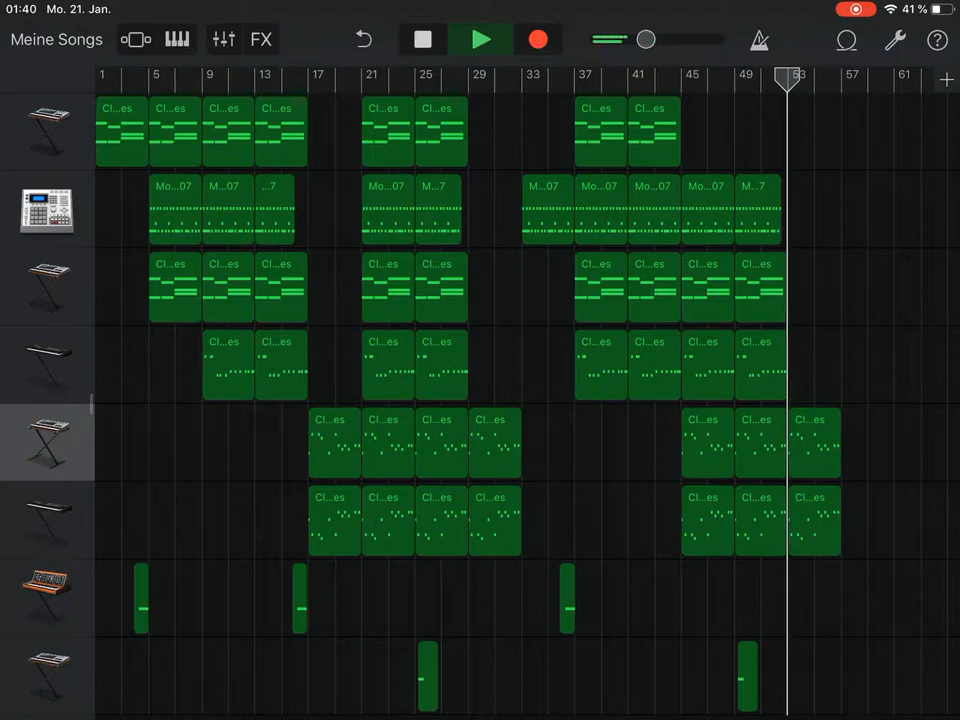 01:40 Mo. 21. Jan. 41 %
Meine Songs FX
1 5 9 13 17 21 25 29 33 37 41 45 49 53 57 61
Cl...es Cl...es Cl...es Cl...es Cl...es Cl...es Cl...es Cl...es
Mo...07 M...07 ...7 Mo...07 M...7 M...07 Mo...07 Mo...07 Mo...07 M...7
Cl...es Cl...es Cl...es Cl...es Cl...es Cl...es Cl...es Cl...es Cl...es
Cl...es Cl...es Cl...es Cl...es Cl...es Cl...es Cl...es Cl...es
Cl...es Cl...es Cl...es Cl...es Cl...es Cl...es Cl...es
Cl...es Cl...es Cl...es Cl...es Cl...es Cl...es Cl...es